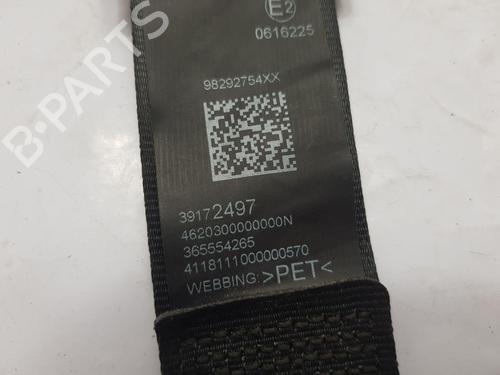 E2
0616225
98292754XX
39172497
4620300000000N
365554265
4118111000000570
WEBBING: >PET<
B-PARTS